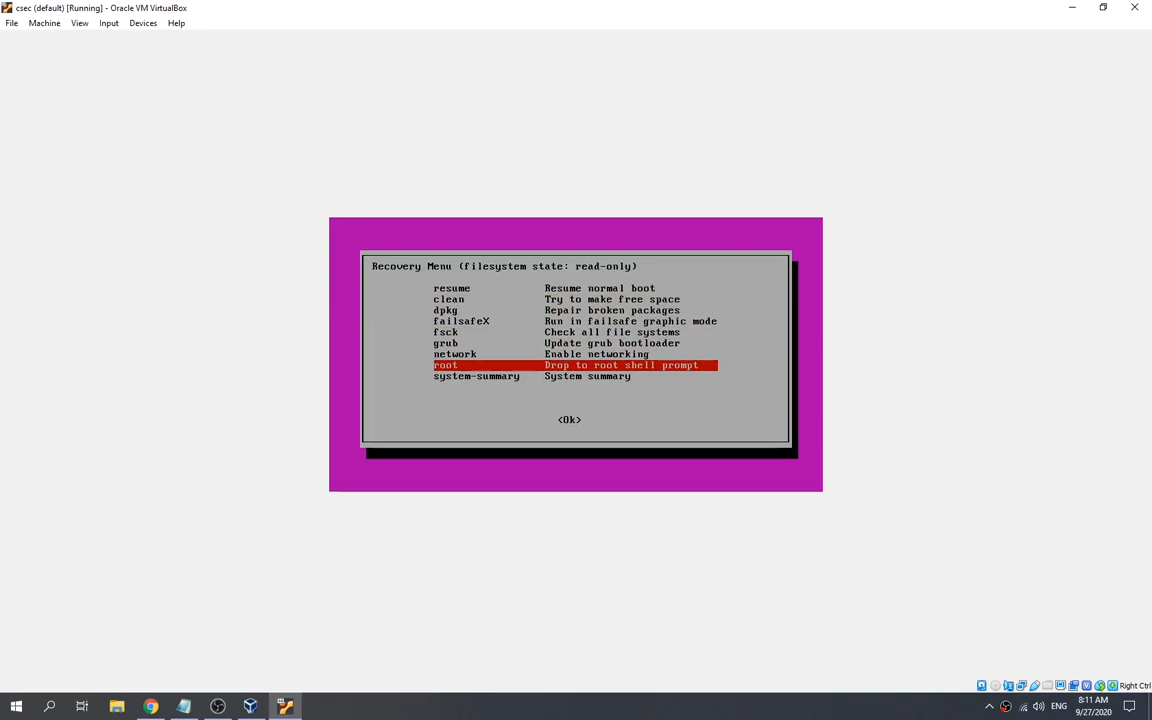 csec (default) [Running] - Oracle VM VirtualBox
File Machine View Input Devices Help
Recovery Menu (filesystem state: read-only)
resume Resume normal boot
clean Try to make free space
dpkg Repair broken packages
failsafeX Run in failsafe graphic mode
fsck Check all file systems
grub Update grub bootloader
network Enable networking
root Drop to root shell prompt
system-summary System summary
<Ok>
Right Ctrl
ENG
8:11 AM
9/27/2020